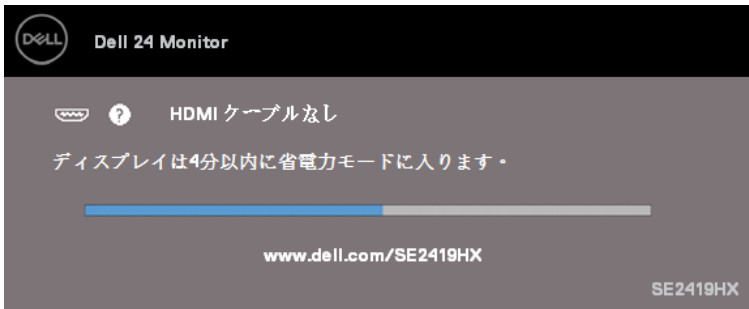 DELL
Dell 24 Monitor
? HDMI ケーブルなし
ディスプレイは4分以内に省電力モードに入ります。
www.dell.com/SE2419HX
SE2419HX